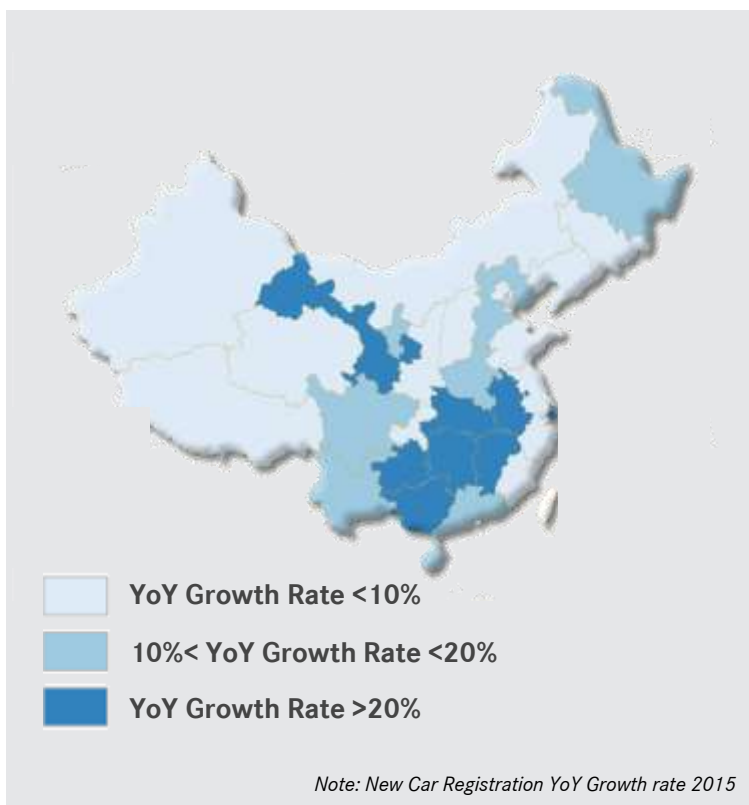 YoY Growth Rate <10%
10%< YoY Growth Rate <20%
YoY Growth Rate >20%
Note: New Car Registration YoY Growth rate 2015